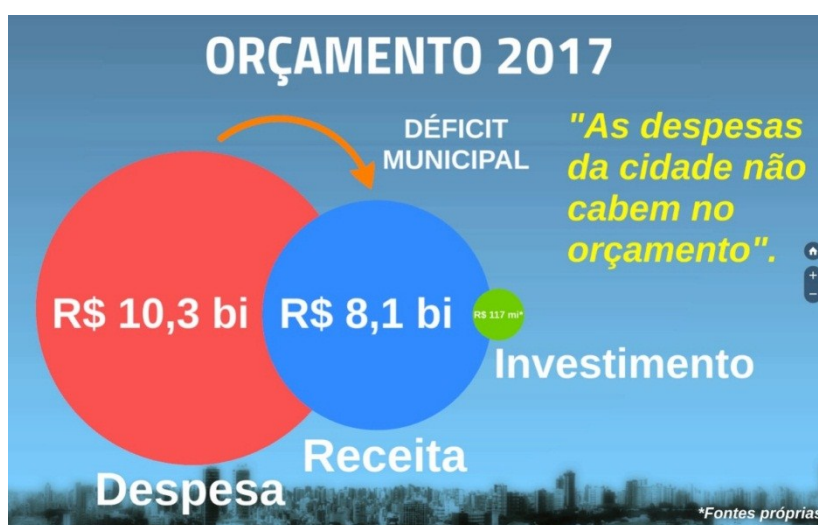 ORÇAMENTO 2017
DÉFICIT
MUNICIPAL
"As despesas
da cidade não
cabem no
orçamento".
R$ 10,3 bi
R$ 8,1 bi
R$ 117 mi*
Investimento
Receita
Despesa
*Fontes próprias